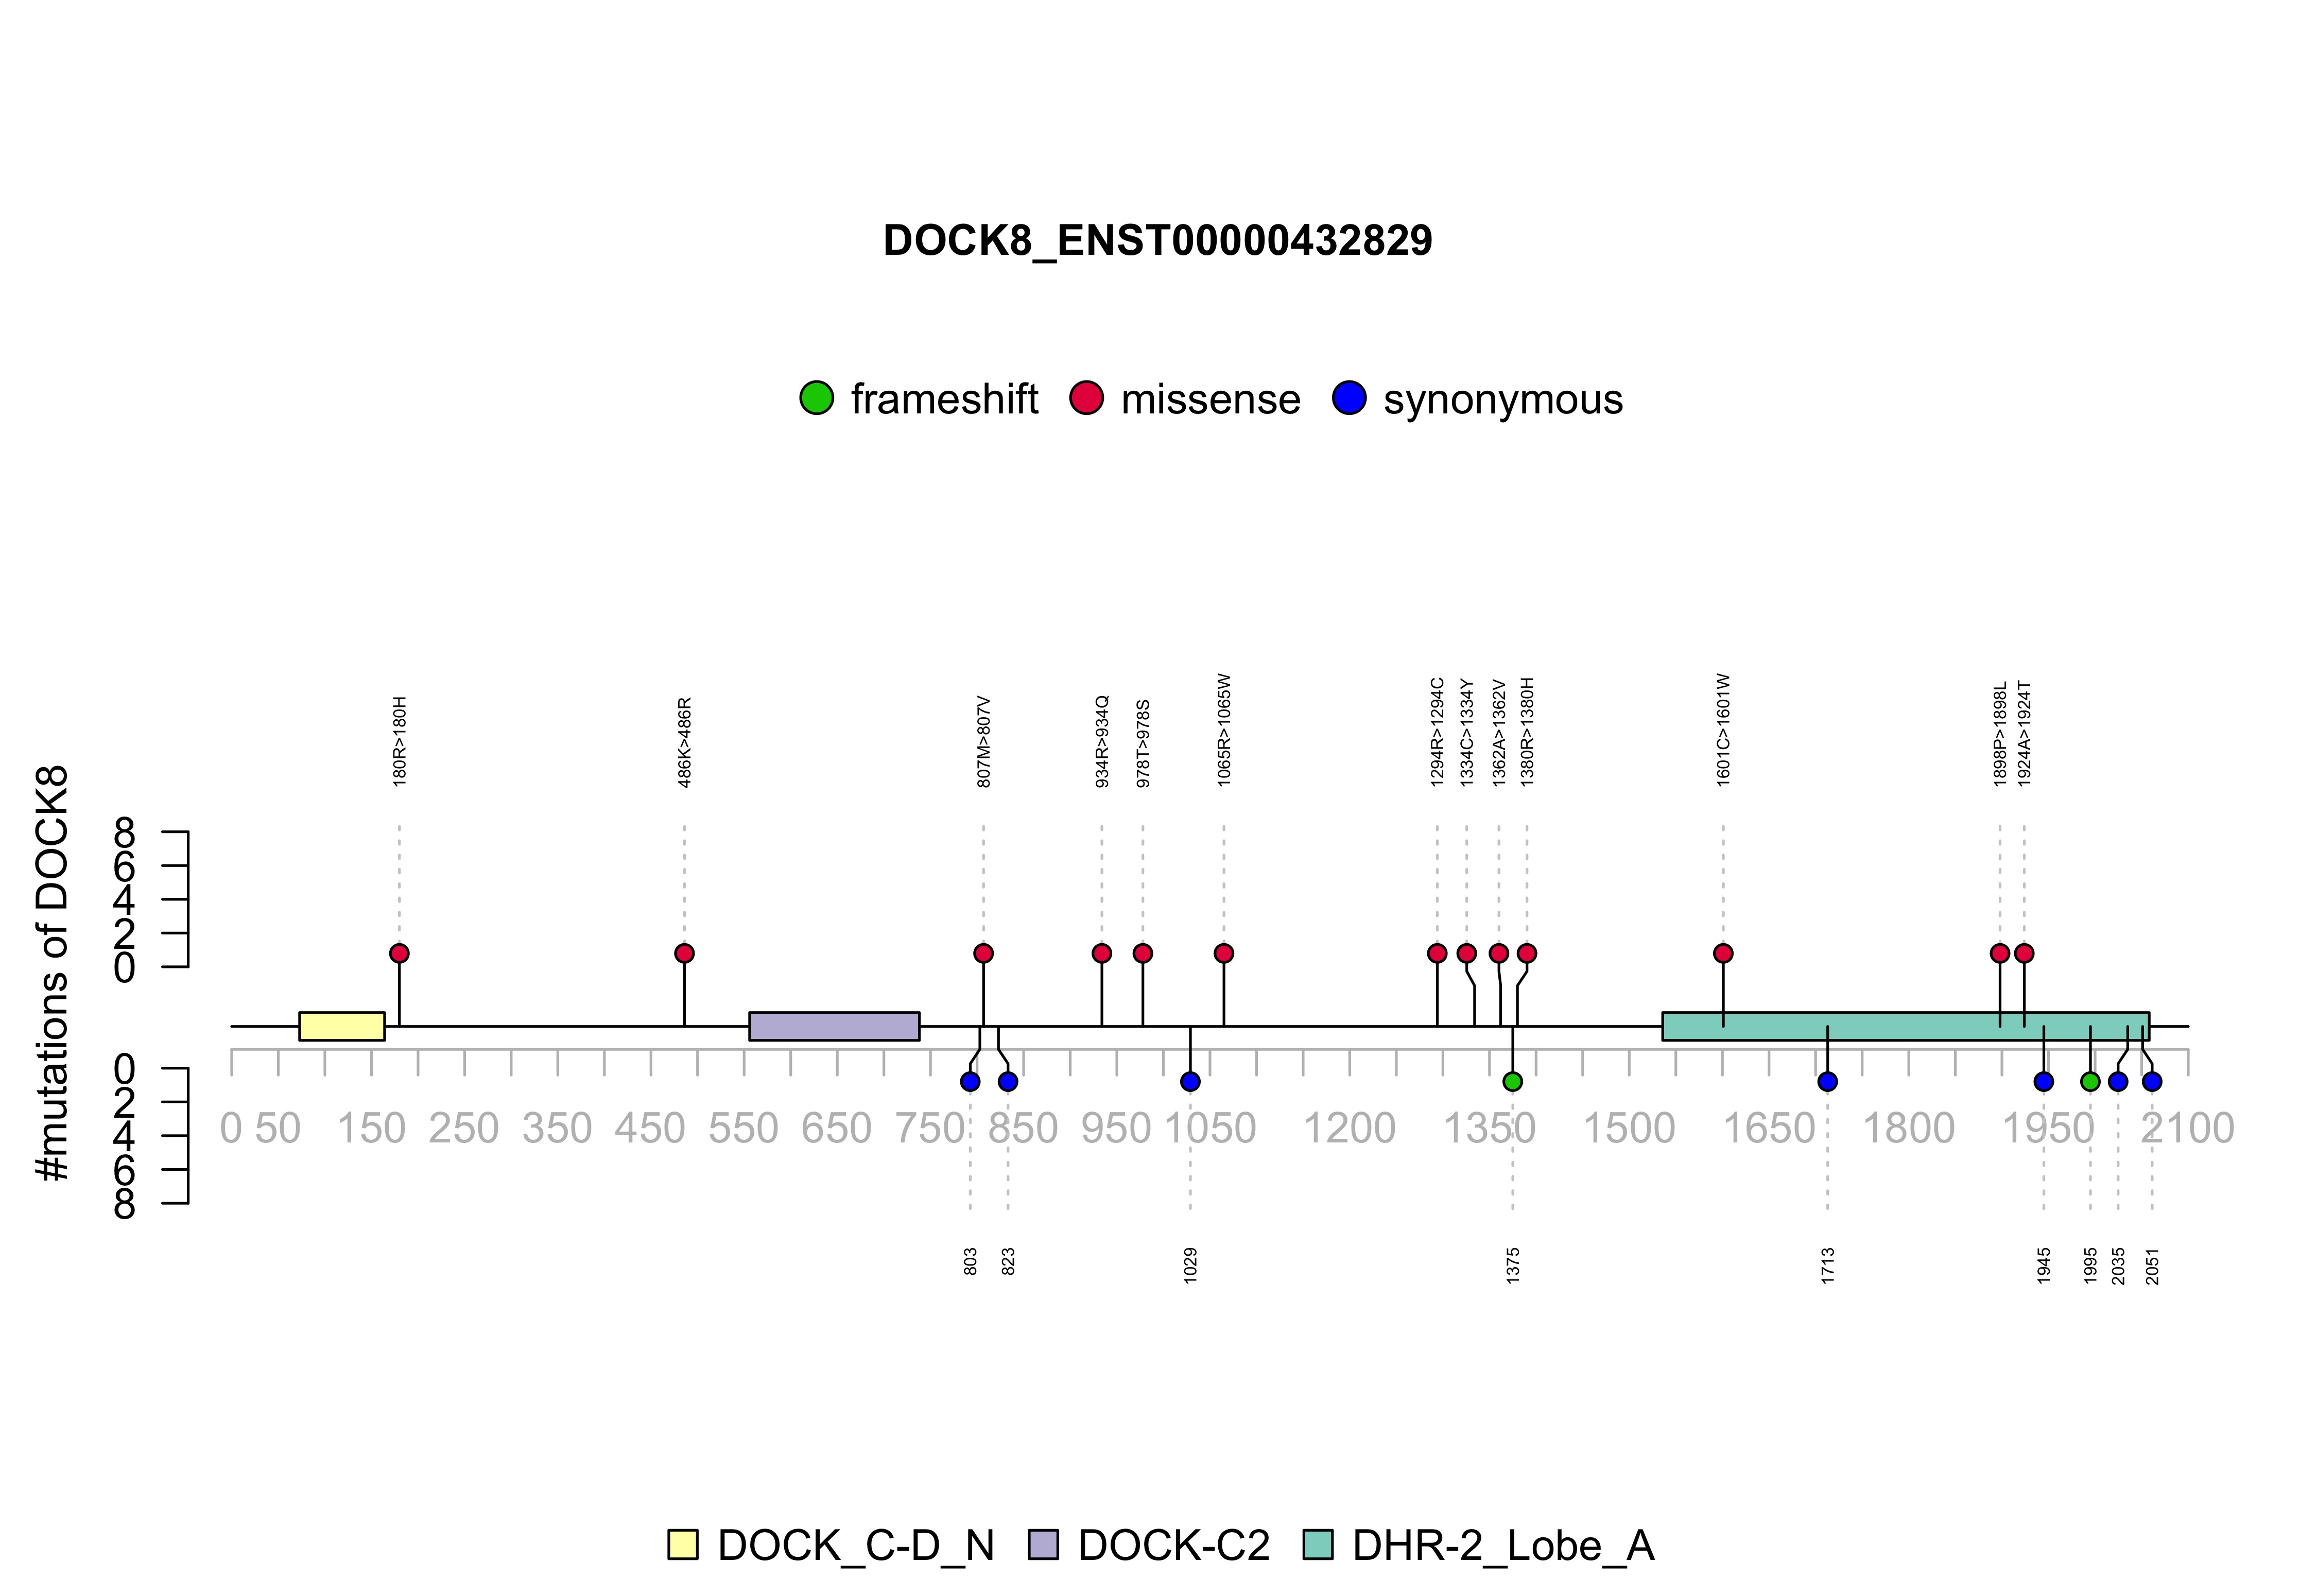 DOCK8_ENST00000432829
frameshift missense synonymous
180R>180H
486K>486R
807M>807V
934R>934Q
978T>978S
1065R>1065W
1294R>1294C
1334C>1334Y
1362A>1362V
1380R>1380H
1601C>1601W
1898P>1898L
1924A>1924T
#mutations of DOCK8
8
6
4
2
0
0
2
4
6
8
0 50 150 250 350 450 550 650 750 850 950 1050 1200 1350 1500 1650 1800 1950 2100
803
823
1029
1375
1713
1945
1995
2035
2051
DOCK_C-D_N DOCK-C2 DHR-2_Lobe_A